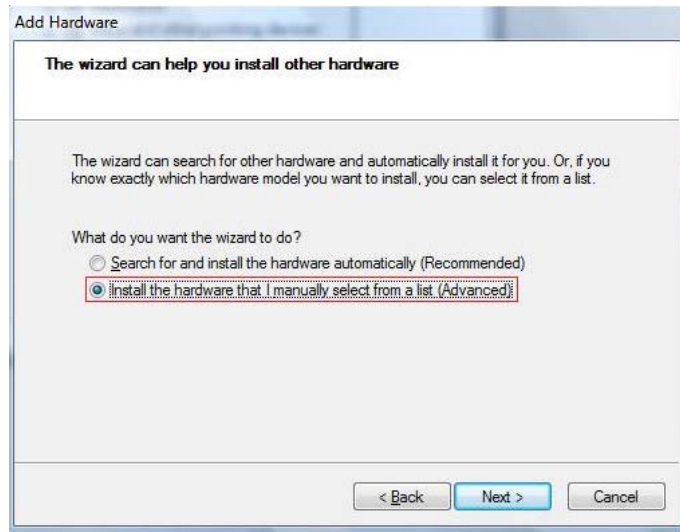 Add Hardware
The wizard can help you install other hardware
The wizard can search for other hardware and automatically install it for you. Or, if you
know exactly which hardware model you want to install, you can select it from a list.
What do you want the wizard to do?
Search for and install the hardware automatically (Recommended)
Install the hardware that I manually select from a list (Advanced)
< Back Next > Cancel